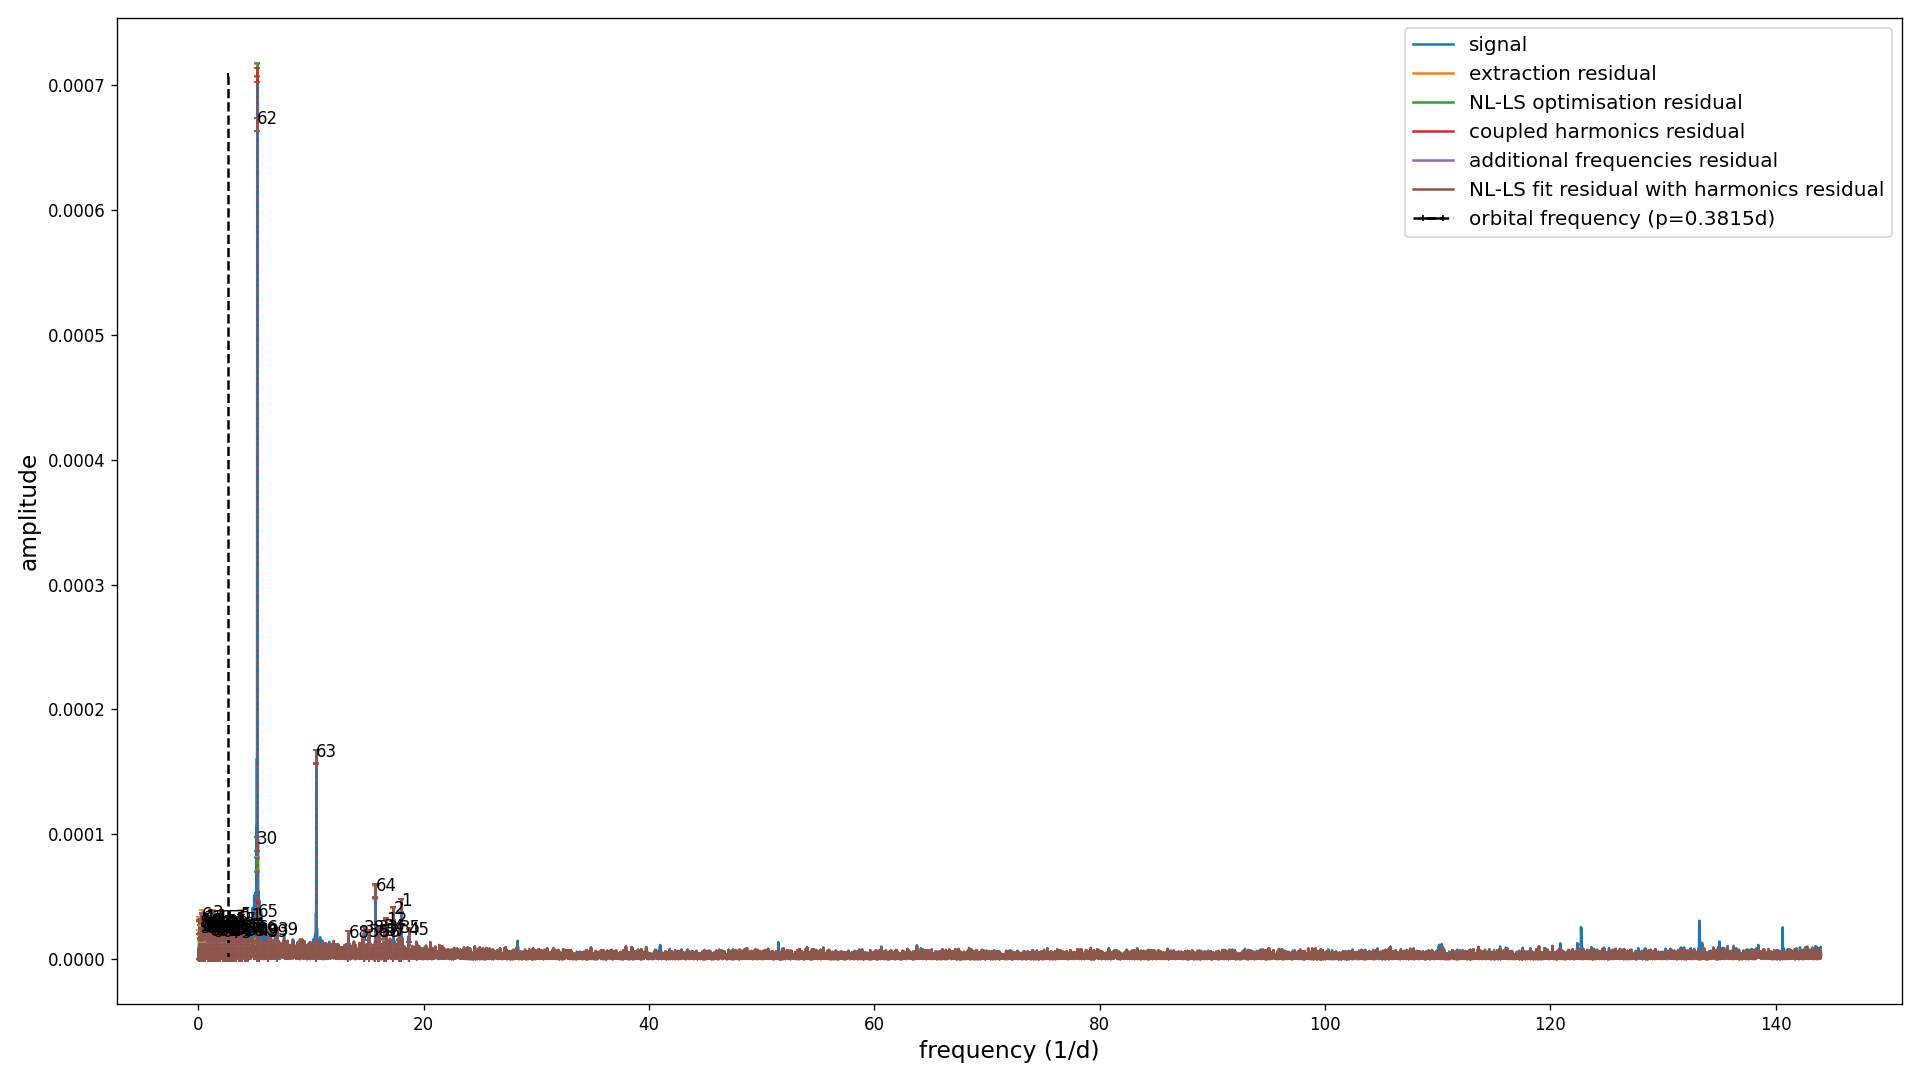 signal
extraction residual
NL-LS optimisation residual
coupled harmonics residual
additional frequencies residual
NL-LS fit residual with harmonics residual
orbital frequency (p=0.3815d)
0.0007
0.0006
0.0005
0.0004
0.0003
0.0002
0.0001
0.0000
amplitude
62
63
30
64
1
2
65
0
20
40
60
80
100
120
140
frequency (1/d)